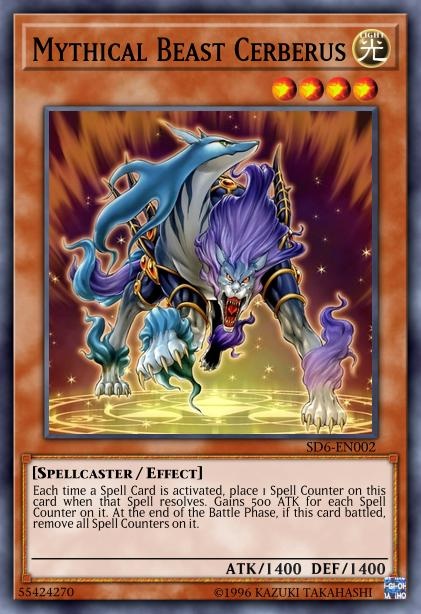 MYTHICAL BEAST CERBERUS
LIGHT
光
SD6-EN002
[SPELLCASTER / EFFECT]
Each time a Spell Card is activated, place 1 Spell Counter on this
card when that Spell resolves. Gains 500 ATK for each Spell
Counter on it. At the end of the Battle Phase, if this card battled,
remove all Spell Counters on it.
ATK/1400 DEF/1400
55424270
©1996 KAZUKI TAKAHASHI